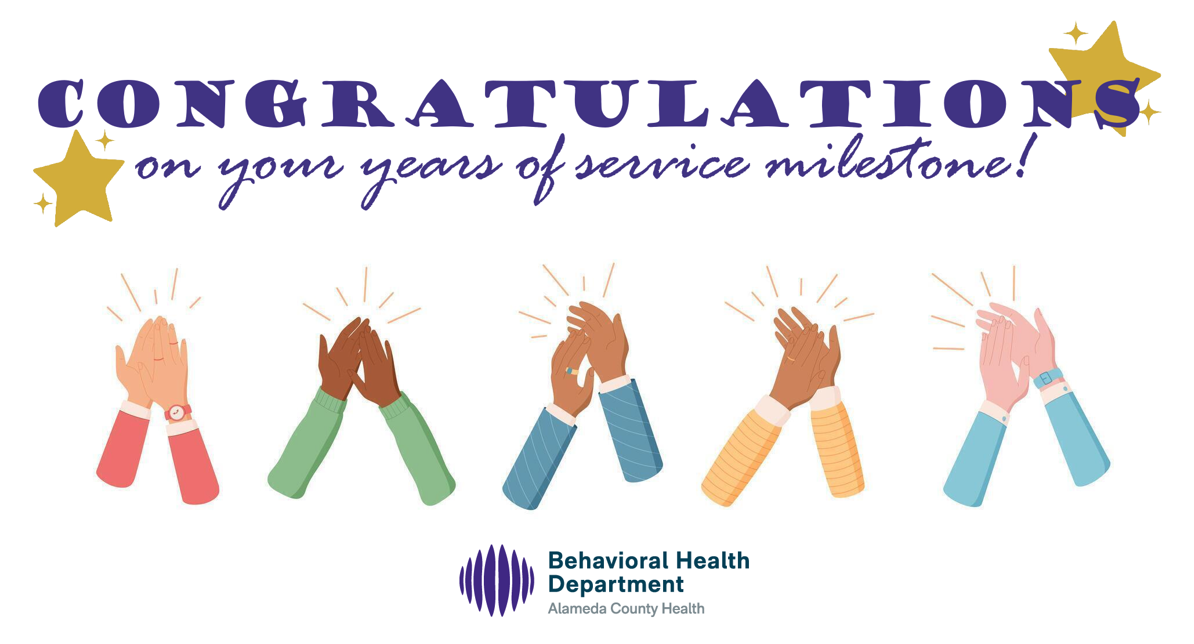 CONGRATULATIONS
on your years of service milestone!
Behavioral Health
Department
Alameda County Health